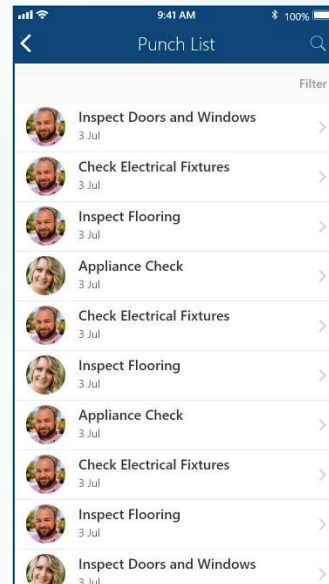 9:41 AM 100%
Punch List
Filter
Inspect Doors and Windows
3 Jul
Check Electrical Fixtures
3 Jul
Inspect Flooring
3 Jul
Appliance Check
3 Jul
Check Electrical Fixtures
3 Jul
Inspect Flooring
3 Jul
Appliance Check
3 Jul
Check Electrical Fixtures
3 Jul
Inspect Flooring
3 Jul
Inspect Doors and Windows
3 Jul